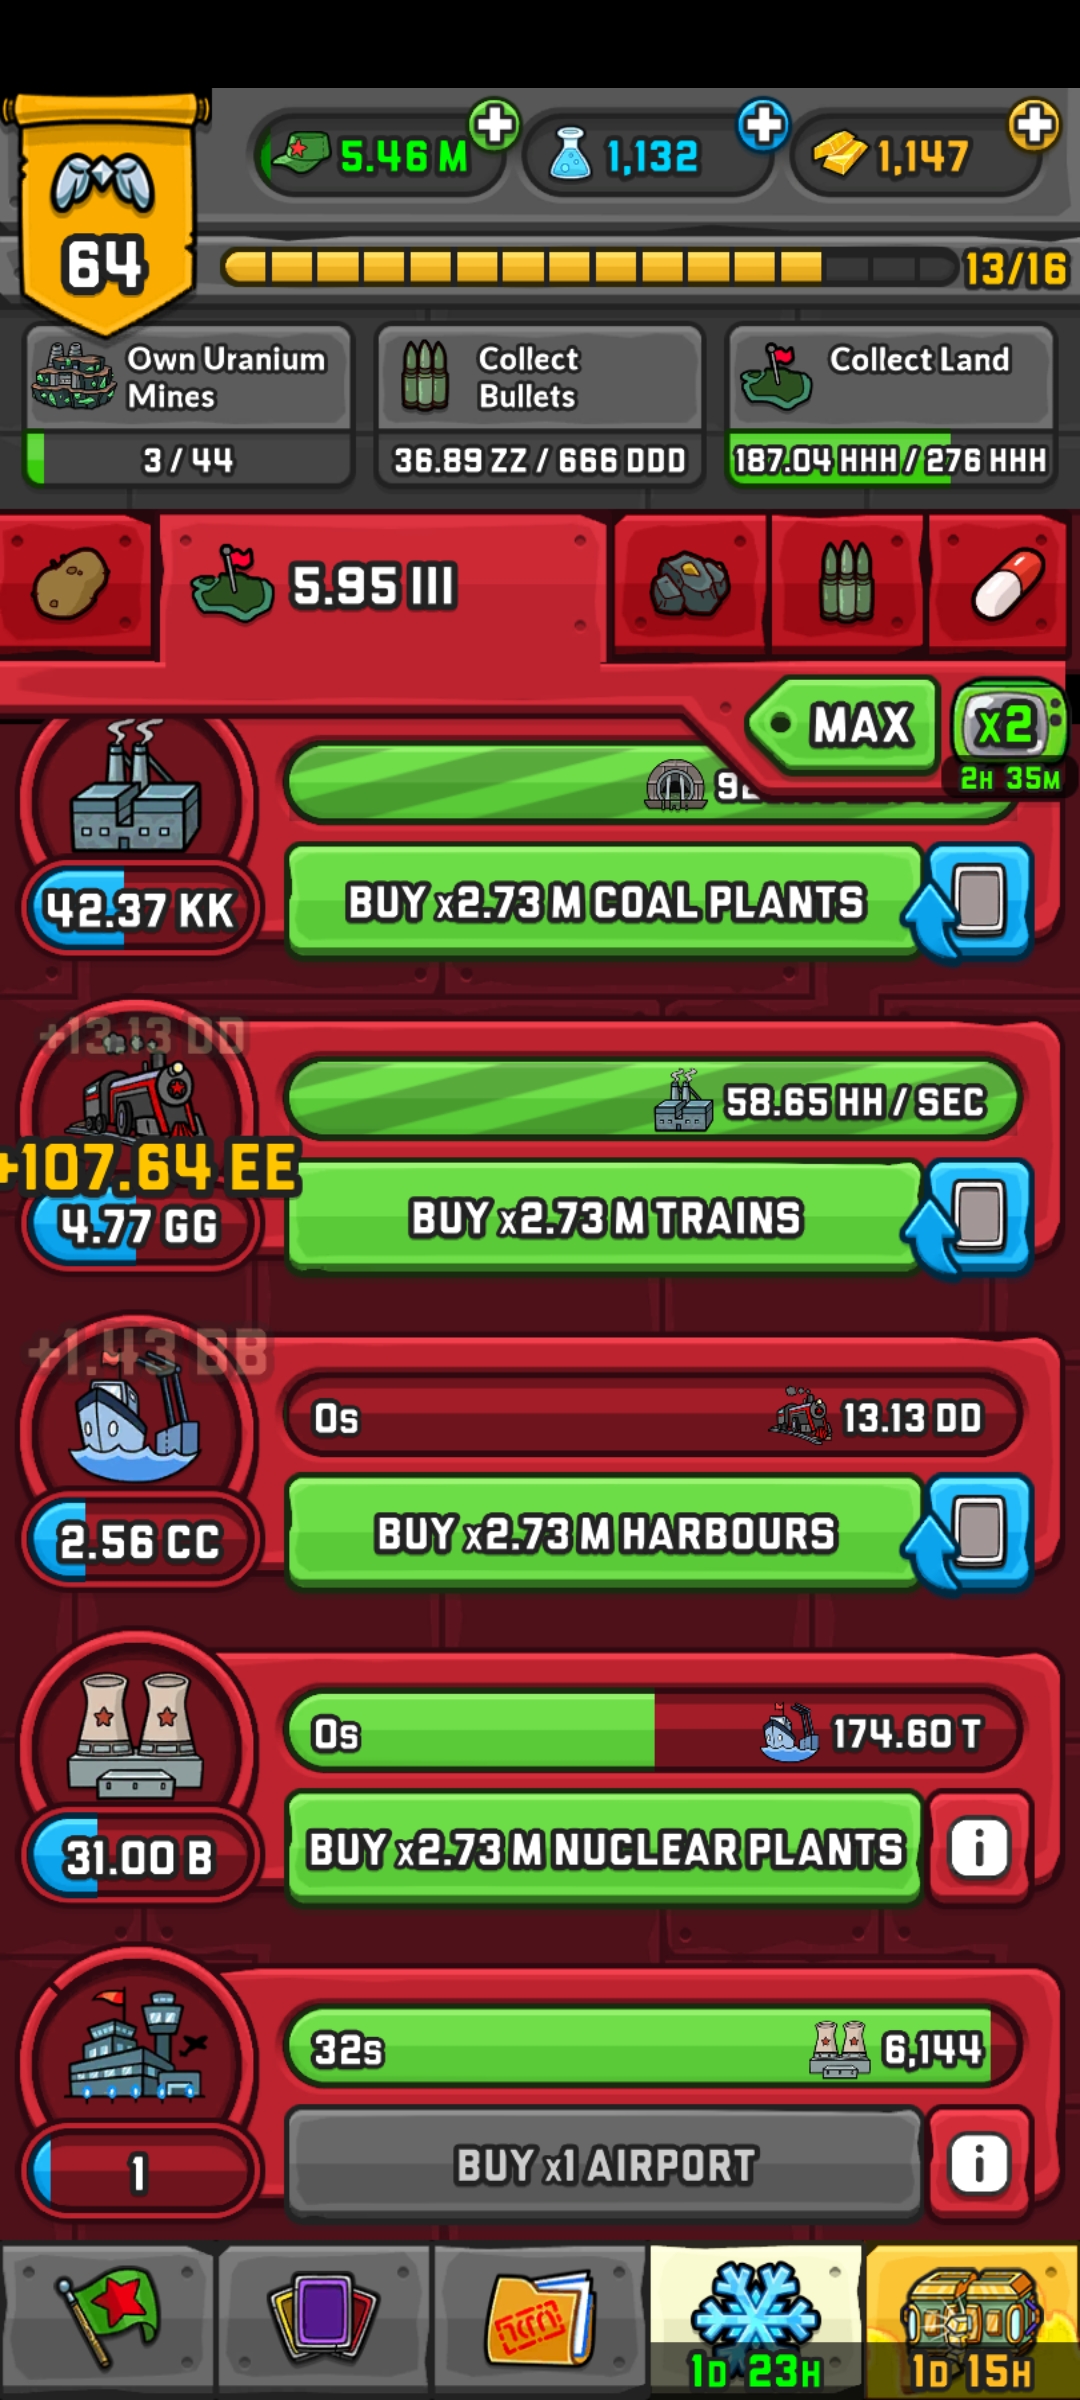 5.46 M
1,132
1,147
64
13/16
Own Uranium
Mines
3 / 44
Collect
Bullets
36.89 ZZ / 666 DDD
Collect Land
187.04 HHH / 276 HHH
5.95 III
MAX
x2
2H 35M
42.37 KK
BUY x2.73 M COAL PLANTS
+13.13 DD
58.65 HH / SEC
+107.64 EE
4.77 GG
BUY x2.73 M TRAINS
+1.43 BB
0s
13.13 DD
2.56 CC
BUY x2.73 M HARBOURS
0s
174.60 T
31.00 B
BUY x2.73 M NUCLEAR PLANTS
i
32s
6,144
1
BUY x1 AIRPORT
i
1D 23H
1D 15H